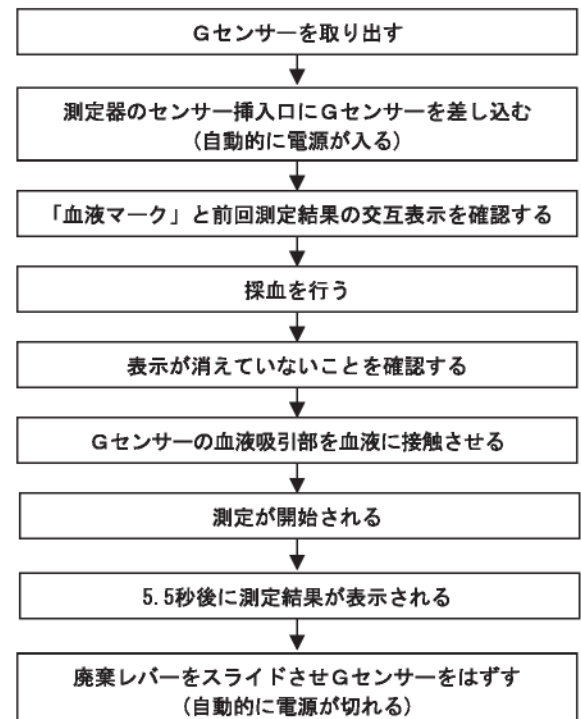 Gセンサーを取り出す
測定器のセンサー挿入口にGセンサーを差し込む
(自動的に電源が入る)
「血液マーク」と前回測定結果の交互表示を確認する
採血を行う
表示が消えていないことを確認する
Gセンサーの血液吸引部を血液に接触させる
測定が開始される
5.5秒後に測定結果が表示される
廃棄レバーをスライドさせGセンサーをはずす
(自動的に電源が切れる)